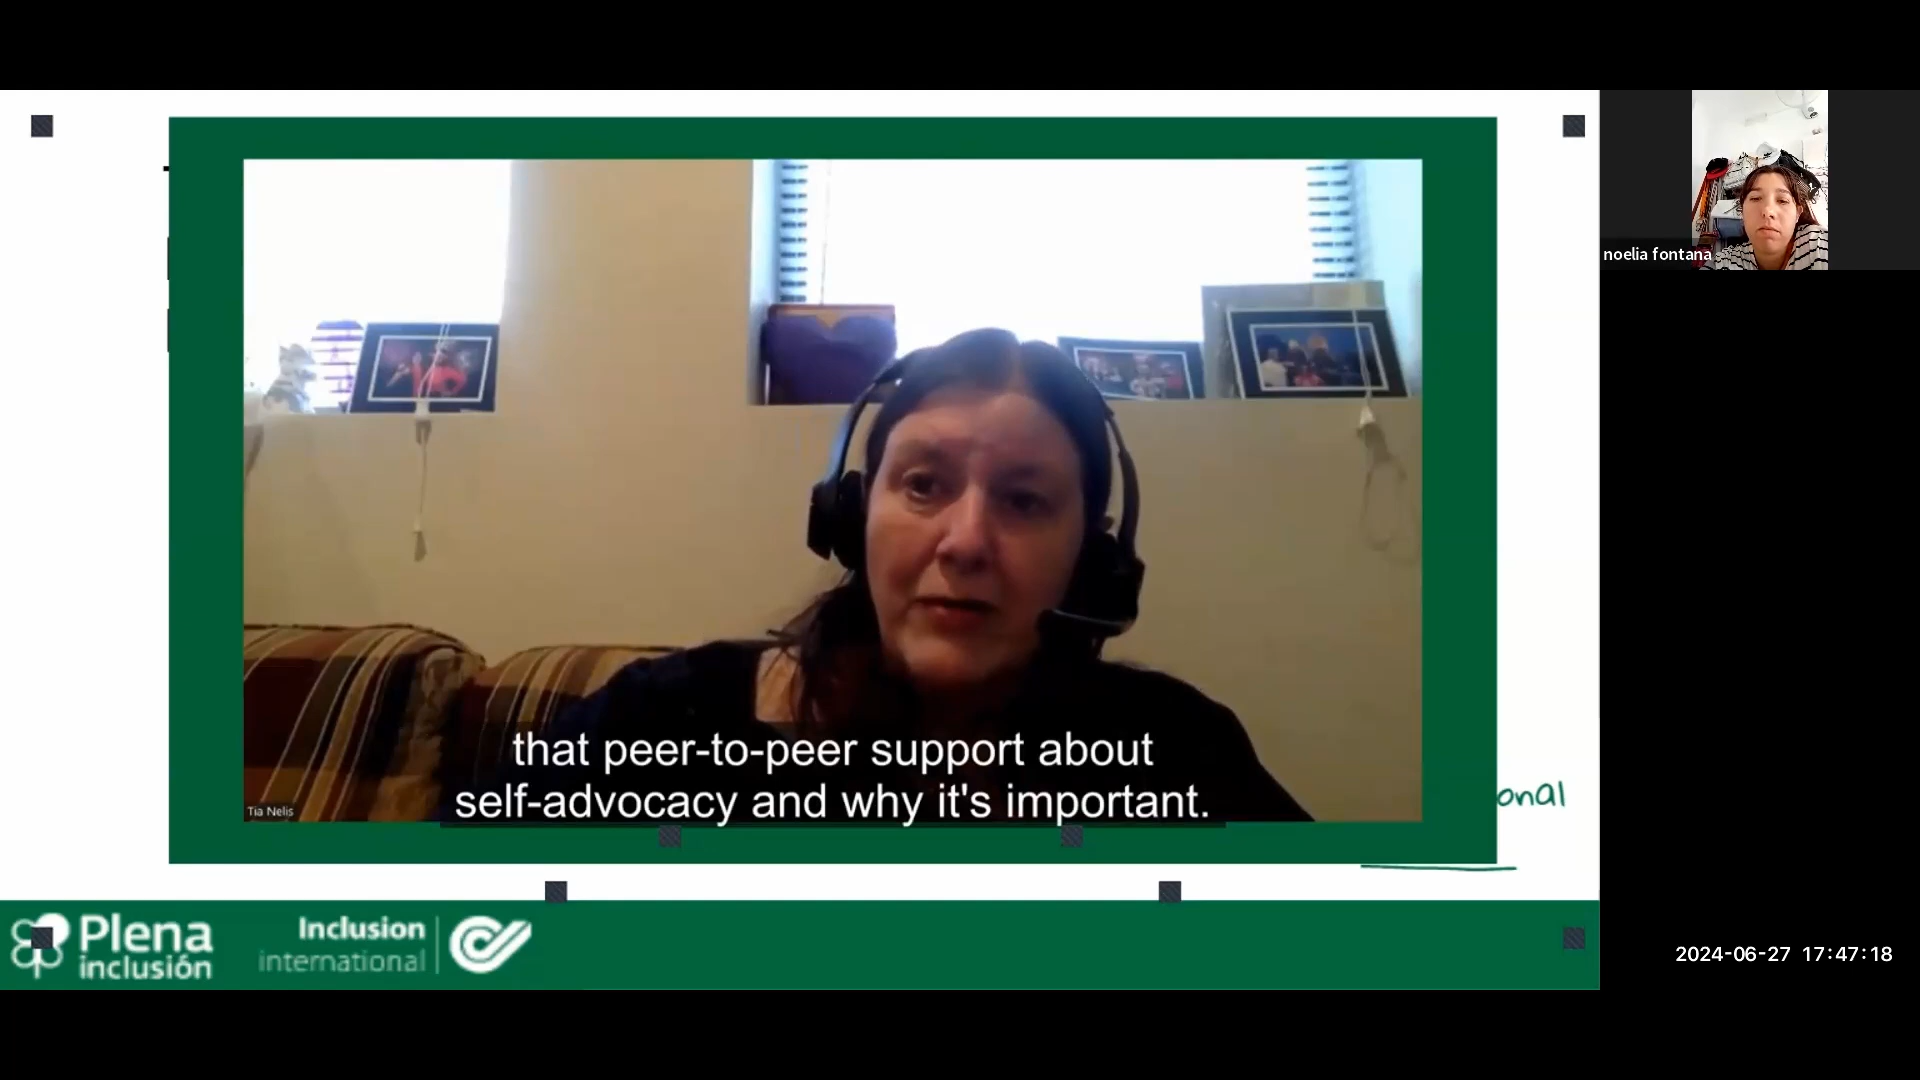 noelia fontana
that peer-to-peer support about
self-advocacy and why it's important.
Tia Nelis
onal
Plena
inclusión
Inclusion
international
2024-06-27 17:47:18